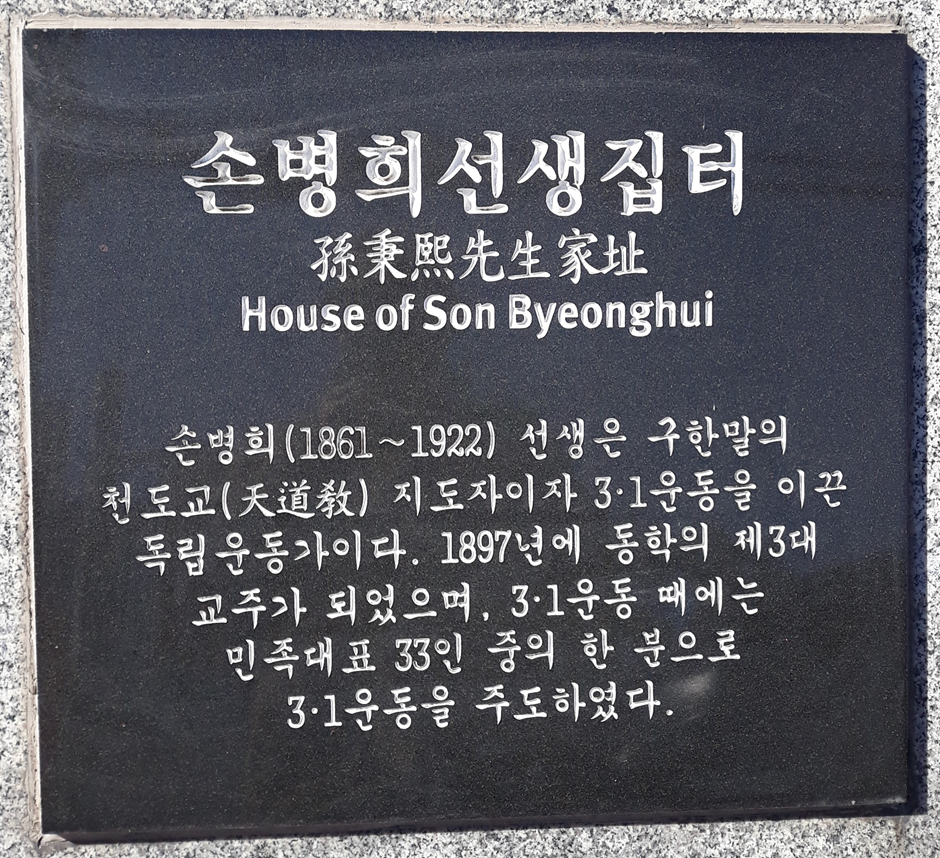 손병희선생집터
孫秉熙先生家址
House of Son Byeonghui
손병희(1861~1922) 선생은 구한말의
천도교(天道敎) 지도자이자 3·1운동을 이끈
독립운동가이다. 1897년에 동학의 제3대
교주가 되었으며, 3·1운동 때에는
민족대표 33인 중의 한 분으로
3·1운동을 주도하였다.